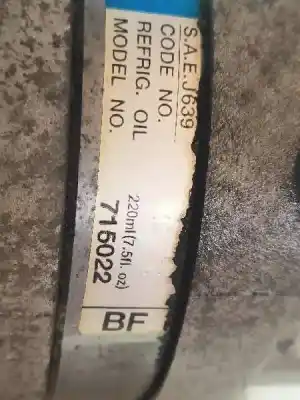 S.A.E.J639
CODE NO.
REFRIG. OIL
220ml(7.5fl. oz)
MODEL NO.
715022
BF